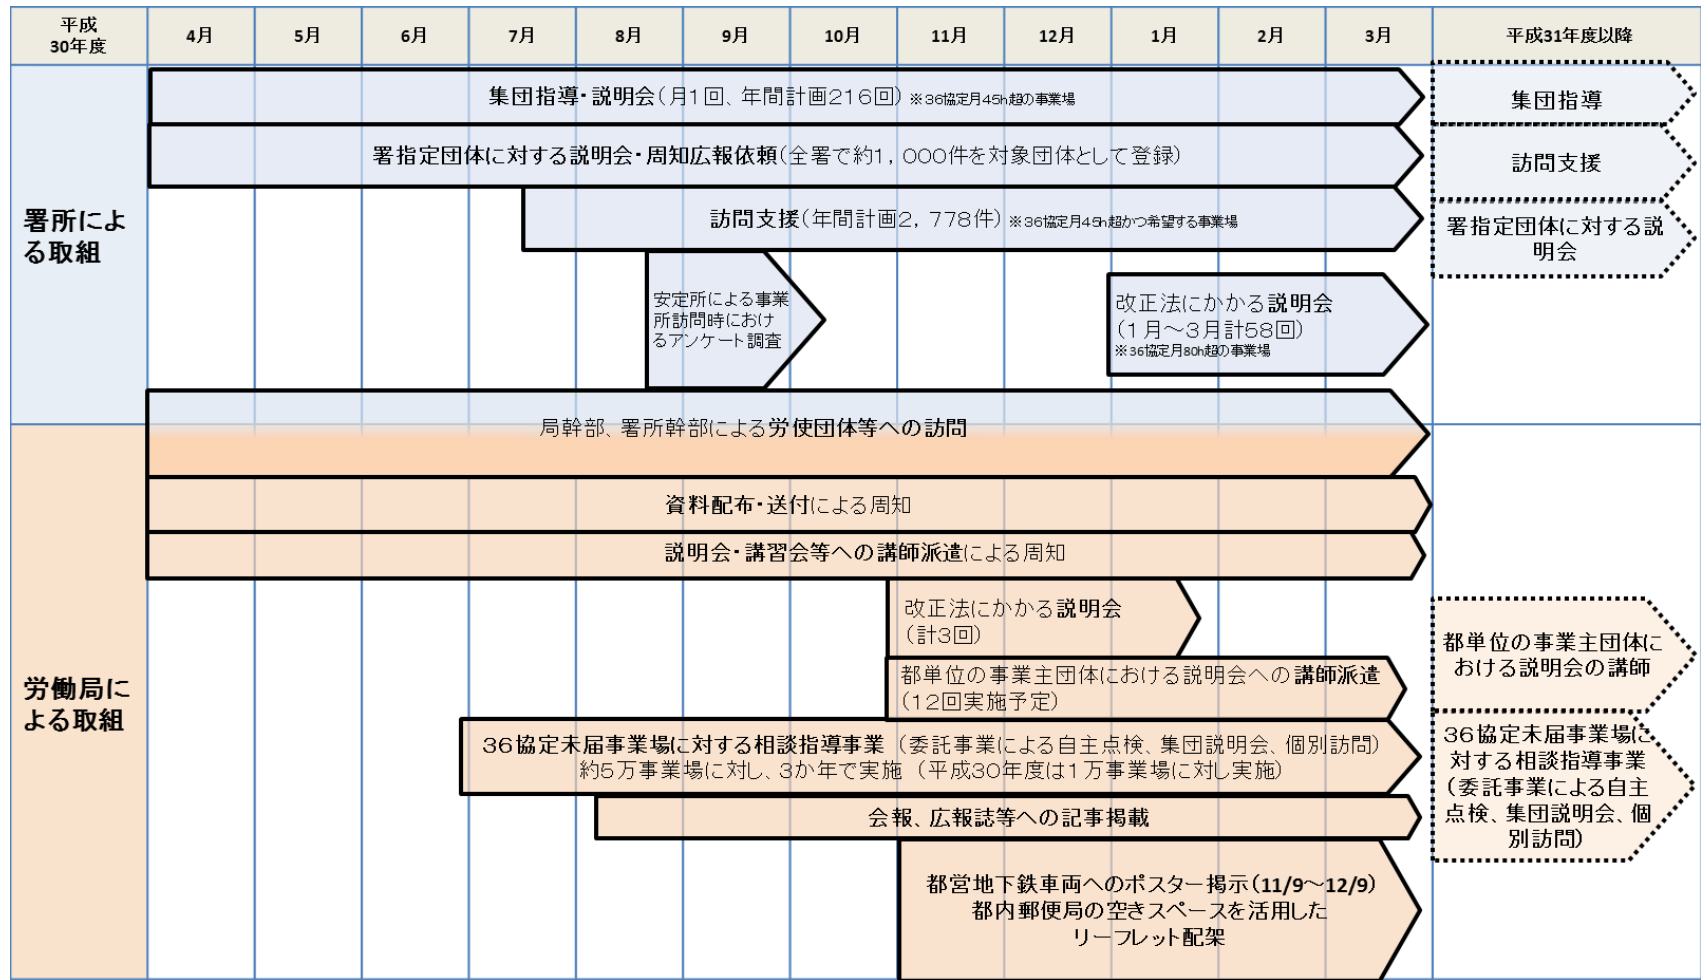 平成
30年度
4月
5月
6月
7月
8月
9月
10月
11月
12月
1月
2月
3月
平成31年度以降
署所によ
る取組
集団指導・説明会(月1回、年間計画216回) ※36協定月45h超の事業場
署指定団体に対する説明会・周知広報依頼(全署で約1，000件を対象団体として登録)
訪問支援(年間計画2，778件) ※36協定月45h超かつ希望する事業場
安定所による事業
所訪問時におけ
るアンケート調査
改正法にかかる説明会
(1月～3月計58回)
※36協定月80h超の事業場
集団指導
訪問支援
署指定団体に対する説
明会
局幹部、署所幹部による労使団体等への訪問
労働局に
よる取組
資料配布・送付による周知
説明会・講習会等への講師派遣による周知
改正法にかかる説明会
(計3回)
都単位の事業主団体における説明会への講師派遣
(12回実施予定)
36協定未届事業場に対する相談指導事業 (委託事業による自主点検、集団説明会、個別訪問)
約5万事業場に対し、3か年で実施 (平成30年度は1万事業場に対し実施)
会報、広報誌等への記事掲載
都営地下鉄車両へのポスター掲示(11/9～12/9)
都内郵便局の空きスペースを活用した
リーフレット配架
都単位の事業主団体に
おける説明会の講師
36協定未届事業場に
対する相談指導事業
(委託事業による自主
点検、集団説明会、個
別訪問)